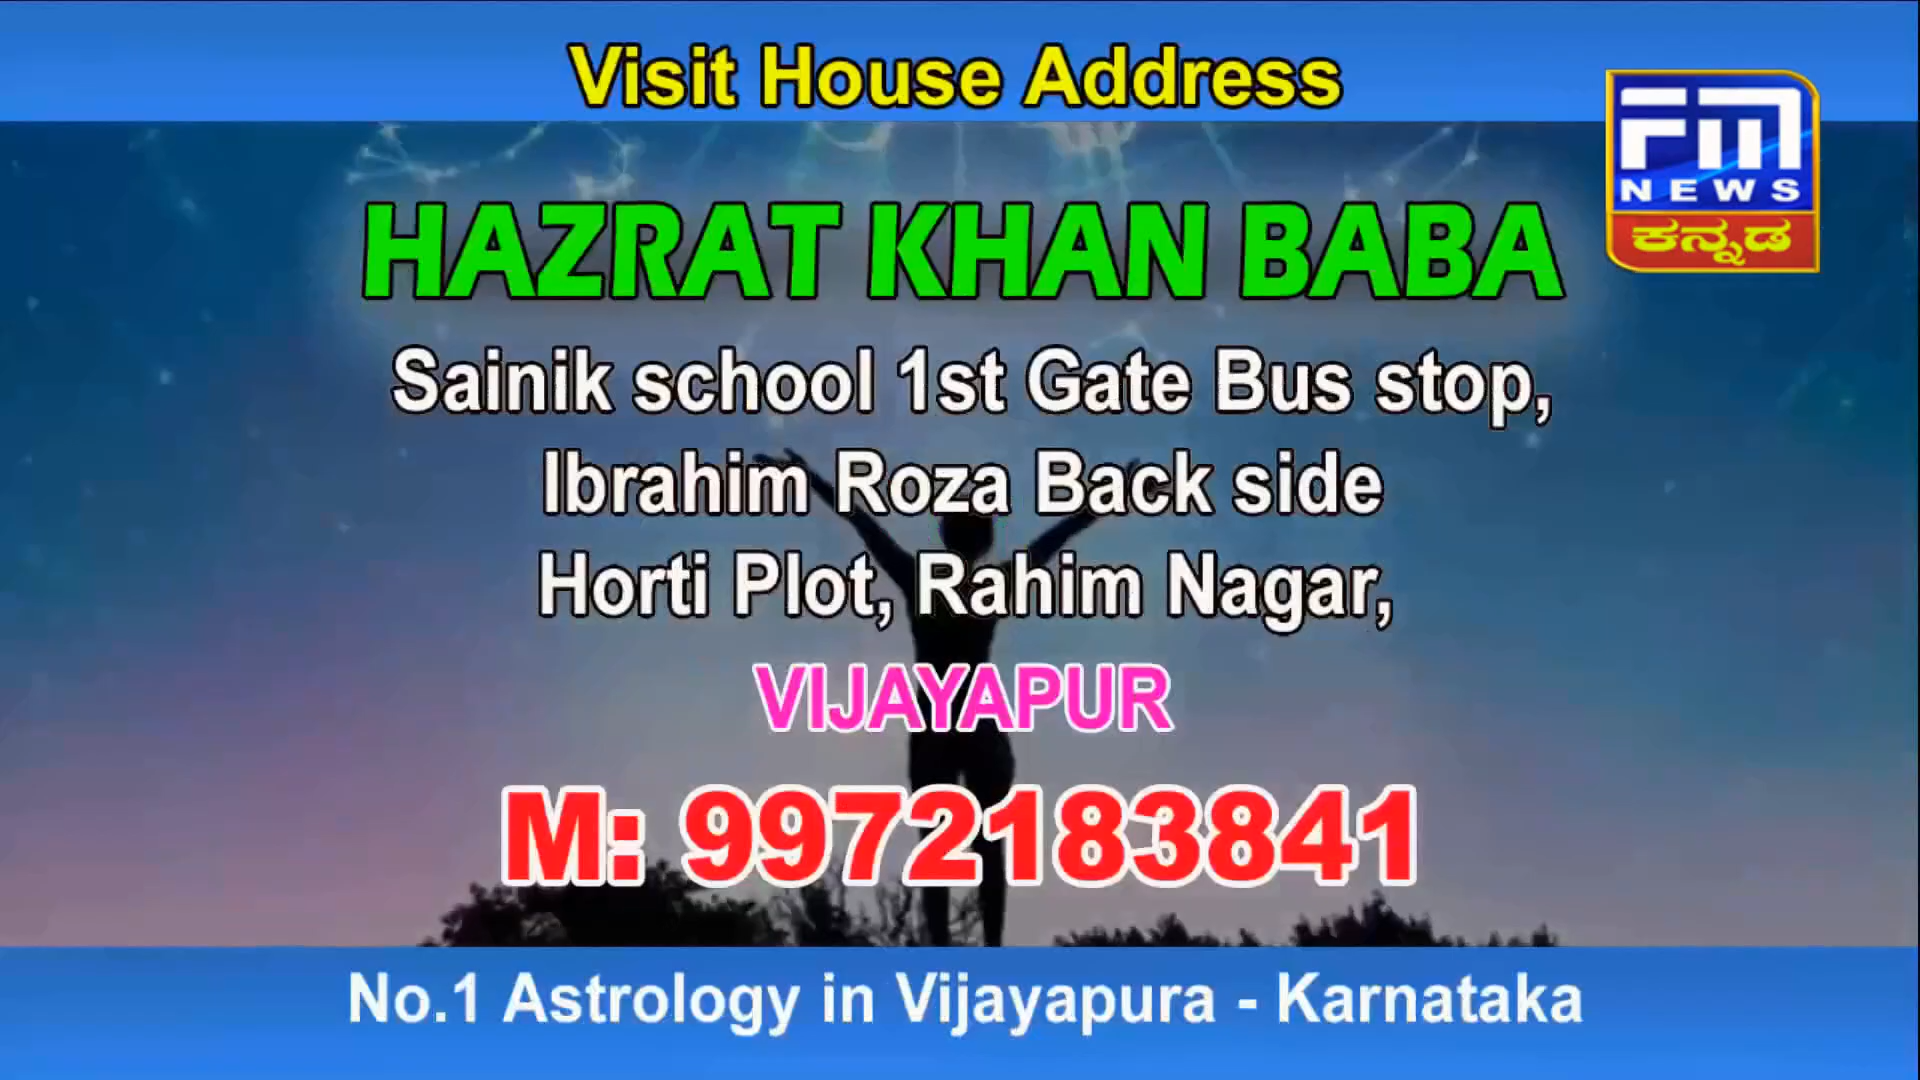 Visit House Address
FM
NEWS
ಕನ್ನಡ
HAZRAT KHAN BABA
Sainik school 1st Gate Bus stop,
Ibrahim Roza Back side
Horti Plot, Rahim Nagar,
VIJAYAPUR
M: 9972183841
No.1 Astrology in Vijayapura - Karnataka